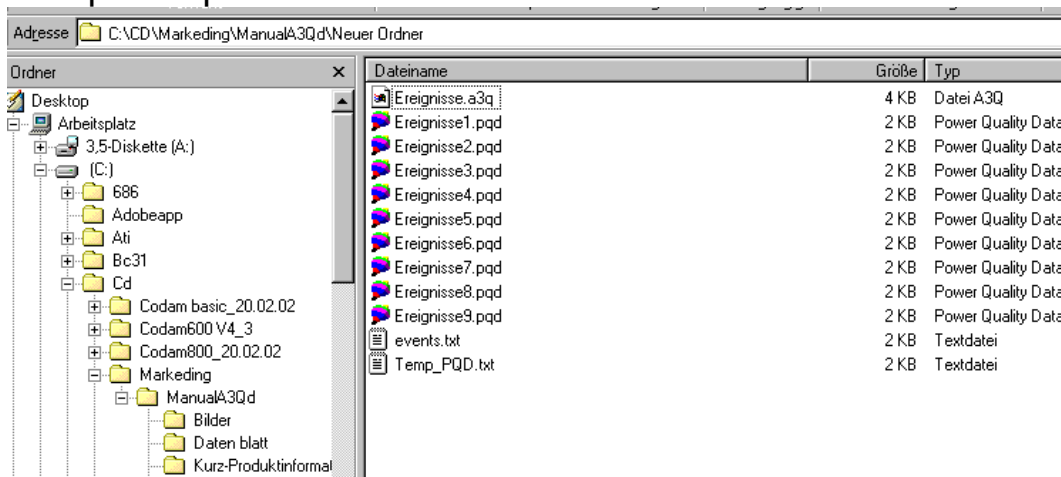 Adresse C:\CD\Markeding\ManualA3Qd\Neuer Ordner
Ordner
Desktop
Arbeitsplatz
3,5-Diskette (A:)
(C:)
686
Adobeapp
Ati
Bc31
Cd
Codam basic_20.02.02
Codam600 V4_3
Codam800_20.02.02
Markeding
ManualA3Qd
Bilder
Daten blatt
Kurz-Produktinformat
Dateiname Größe Typ
Ereignisse.a3q 4 KB Datei A3Q
Ereignisse1.pqd 2 KB Power Quality Data
Ereignisse2.pqd 2 KB Power Quality Data
Ereignisse3.pqd 2 KB Power Quality Data
Ereignisse4.pqd 2 KB Power Quality Data
Ereignisse5.pqd 2 KB Power Quality Data
Ereignisse6.pqd 2 KB Power Quality Data
Ereignisse7.pqd 2 KB Power Quality Data
Ereignisse8.pqd 2 KB Power Quality Data
Ereignisse9.pqd 2 KB Power Quality Data
events.txt 2 KB Textdatei
Temp_PQD.txt 2 KB Textdatei